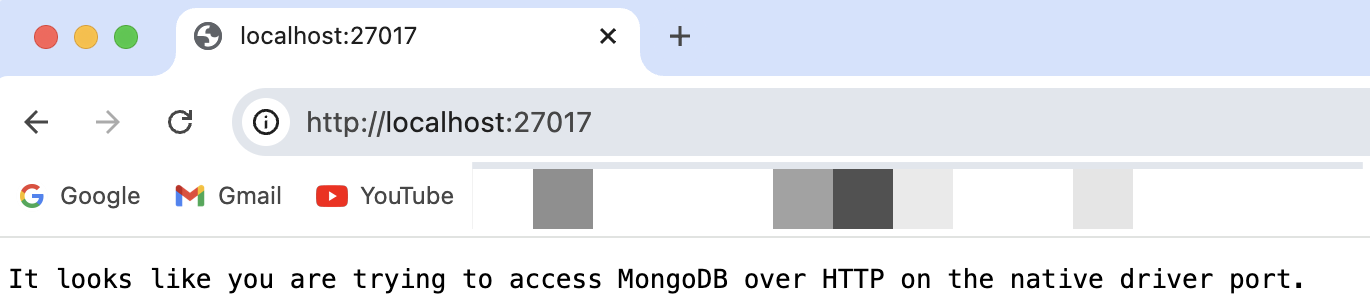 localhost:27017
http://localhost:27017
Google Gmail YouTube
It looks like you are trying to access MongoDB over HTTP on the native driver port.